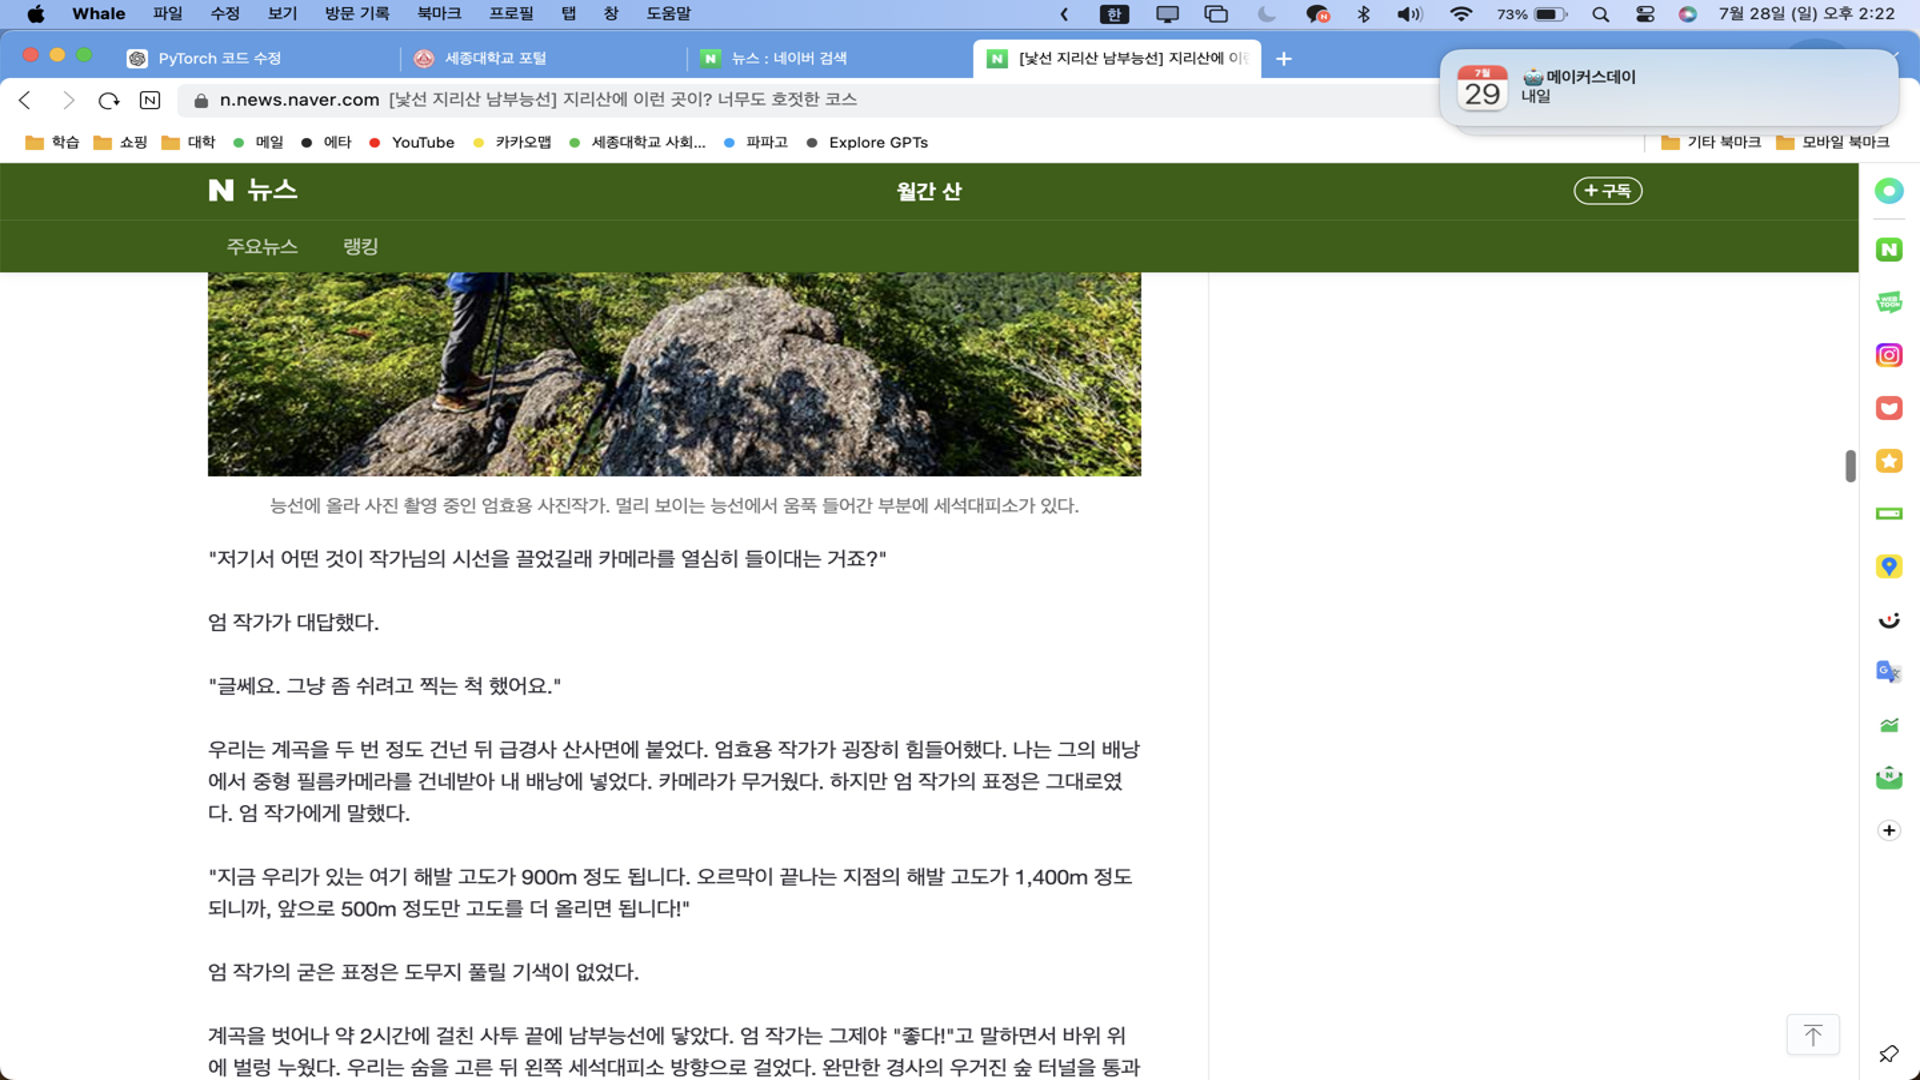 Whale 파일 수정 보기 방문 기록 북마크 프로필 탭 창 도움말 한 73% 7월 28일 (일) 오후 2:22
PyTorch 코드 수정 세종대학교 포털 뉴스 : 네이버 검색 [낯선 지리산 남부능선] 지리산에 이런
7월
29
메이커스데이
내일
n.news.naver.com [낯선 지리산 남부능선] 지리산에 이런 곳이? 너무도 호젓한 코스
학습 쇼핑 대학 메일 에타 YouTube 카카오맵 세종대학교 사회... 파파고 Explore GPTs 기타 북마크 모바일 북마크
N 뉴스 월간 산 + 구독
주요뉴스 랭킹
능선에 올라 사진 촬영 중인 엄효용 사진작가. 멀리 보이는 능선에서 움푹 들어간 부분에 세석대피소가 있다.
"저기서 어떤 것이 작가님의 시선을 끌었길래 카메라를 열심히 들이대는 거죠?"
엄 작가가 대답했다.
"글쎄요. 그냥 좀 쉬려고 찍는 척 했어요."
우리는 계곡을 두 번 정도 건넌 뒤 급경사 산사면에 붙었다. 엄효용 작가가 굉장히 힘들어했다. 나는 그의 배낭
에서 중형 필름카메라를 건네받아 내 배낭에 넣었다. 카메라가 무거웠다. 하지만 엄 작가의 표정은 그대로였
다. 엄 작가에게 말했다.
"지금 우리가 있는 여기 해발 고도가 900m 정도 됩니다. 오르막이 끝나는 지점의 해발 고도가 1,400m 정도
되니까, 앞으로 500m 정도만 고도를 더 올리면 됩니다!"
엄 작가의 굳은 표정은 도무지 풀릴 기색이 없었다.
계곡을 벗어나 약 2시간에 걸친 사투 끝에 남부능선에 닿았다. 엄 작가는 그제야 "좋다!"고 말하면서 바위 위
에 벌렁 누웠다. 우리는 숨을 고른 뒤 왼쪽 세석대피소 방향으로 걸었다. 완만한 경사의 우거진 숲 터널을 통과